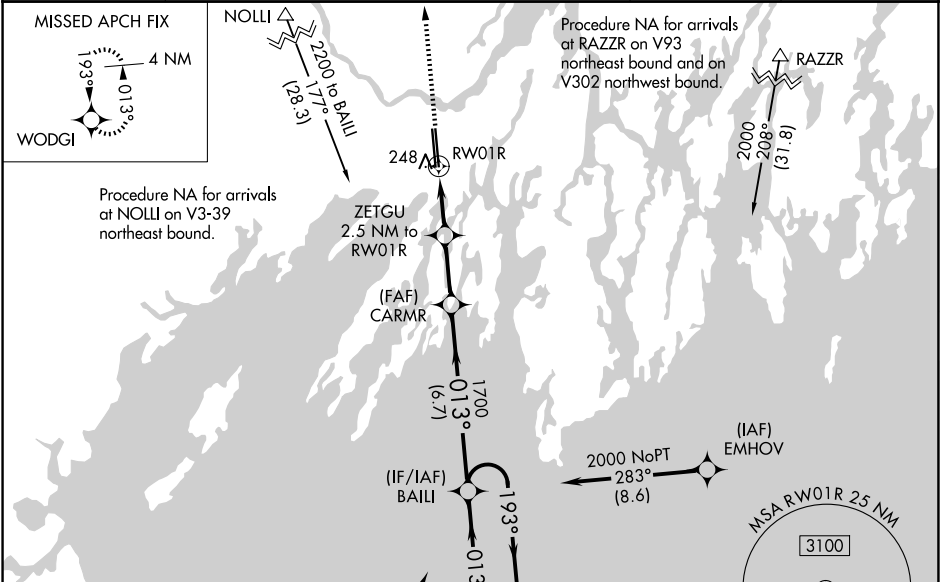 MISSED APCH FIX
4 NM
193°
013°
WODGI
NOLLI
2200 to BAILI
177°
(28.3)
Procedure NA for arrivals
at RAZZR on V93
northeast bound and on
V302 northwest bound.
RAZZR
2000
208°
(31.8)
248
RW01R
Procedure NA for arrivals
at NOLLI on V3-39
northeast bound.
ZETGU
2.5 NM to
RW01R
(FAF)
CARMR
1700
013°
(6.7)
(IF/IAF)
BAILI
193°
013
2000 NoPT
283°
(8.6)
(IAF)
EMHOV
MSA RW01R 25 NM
3100